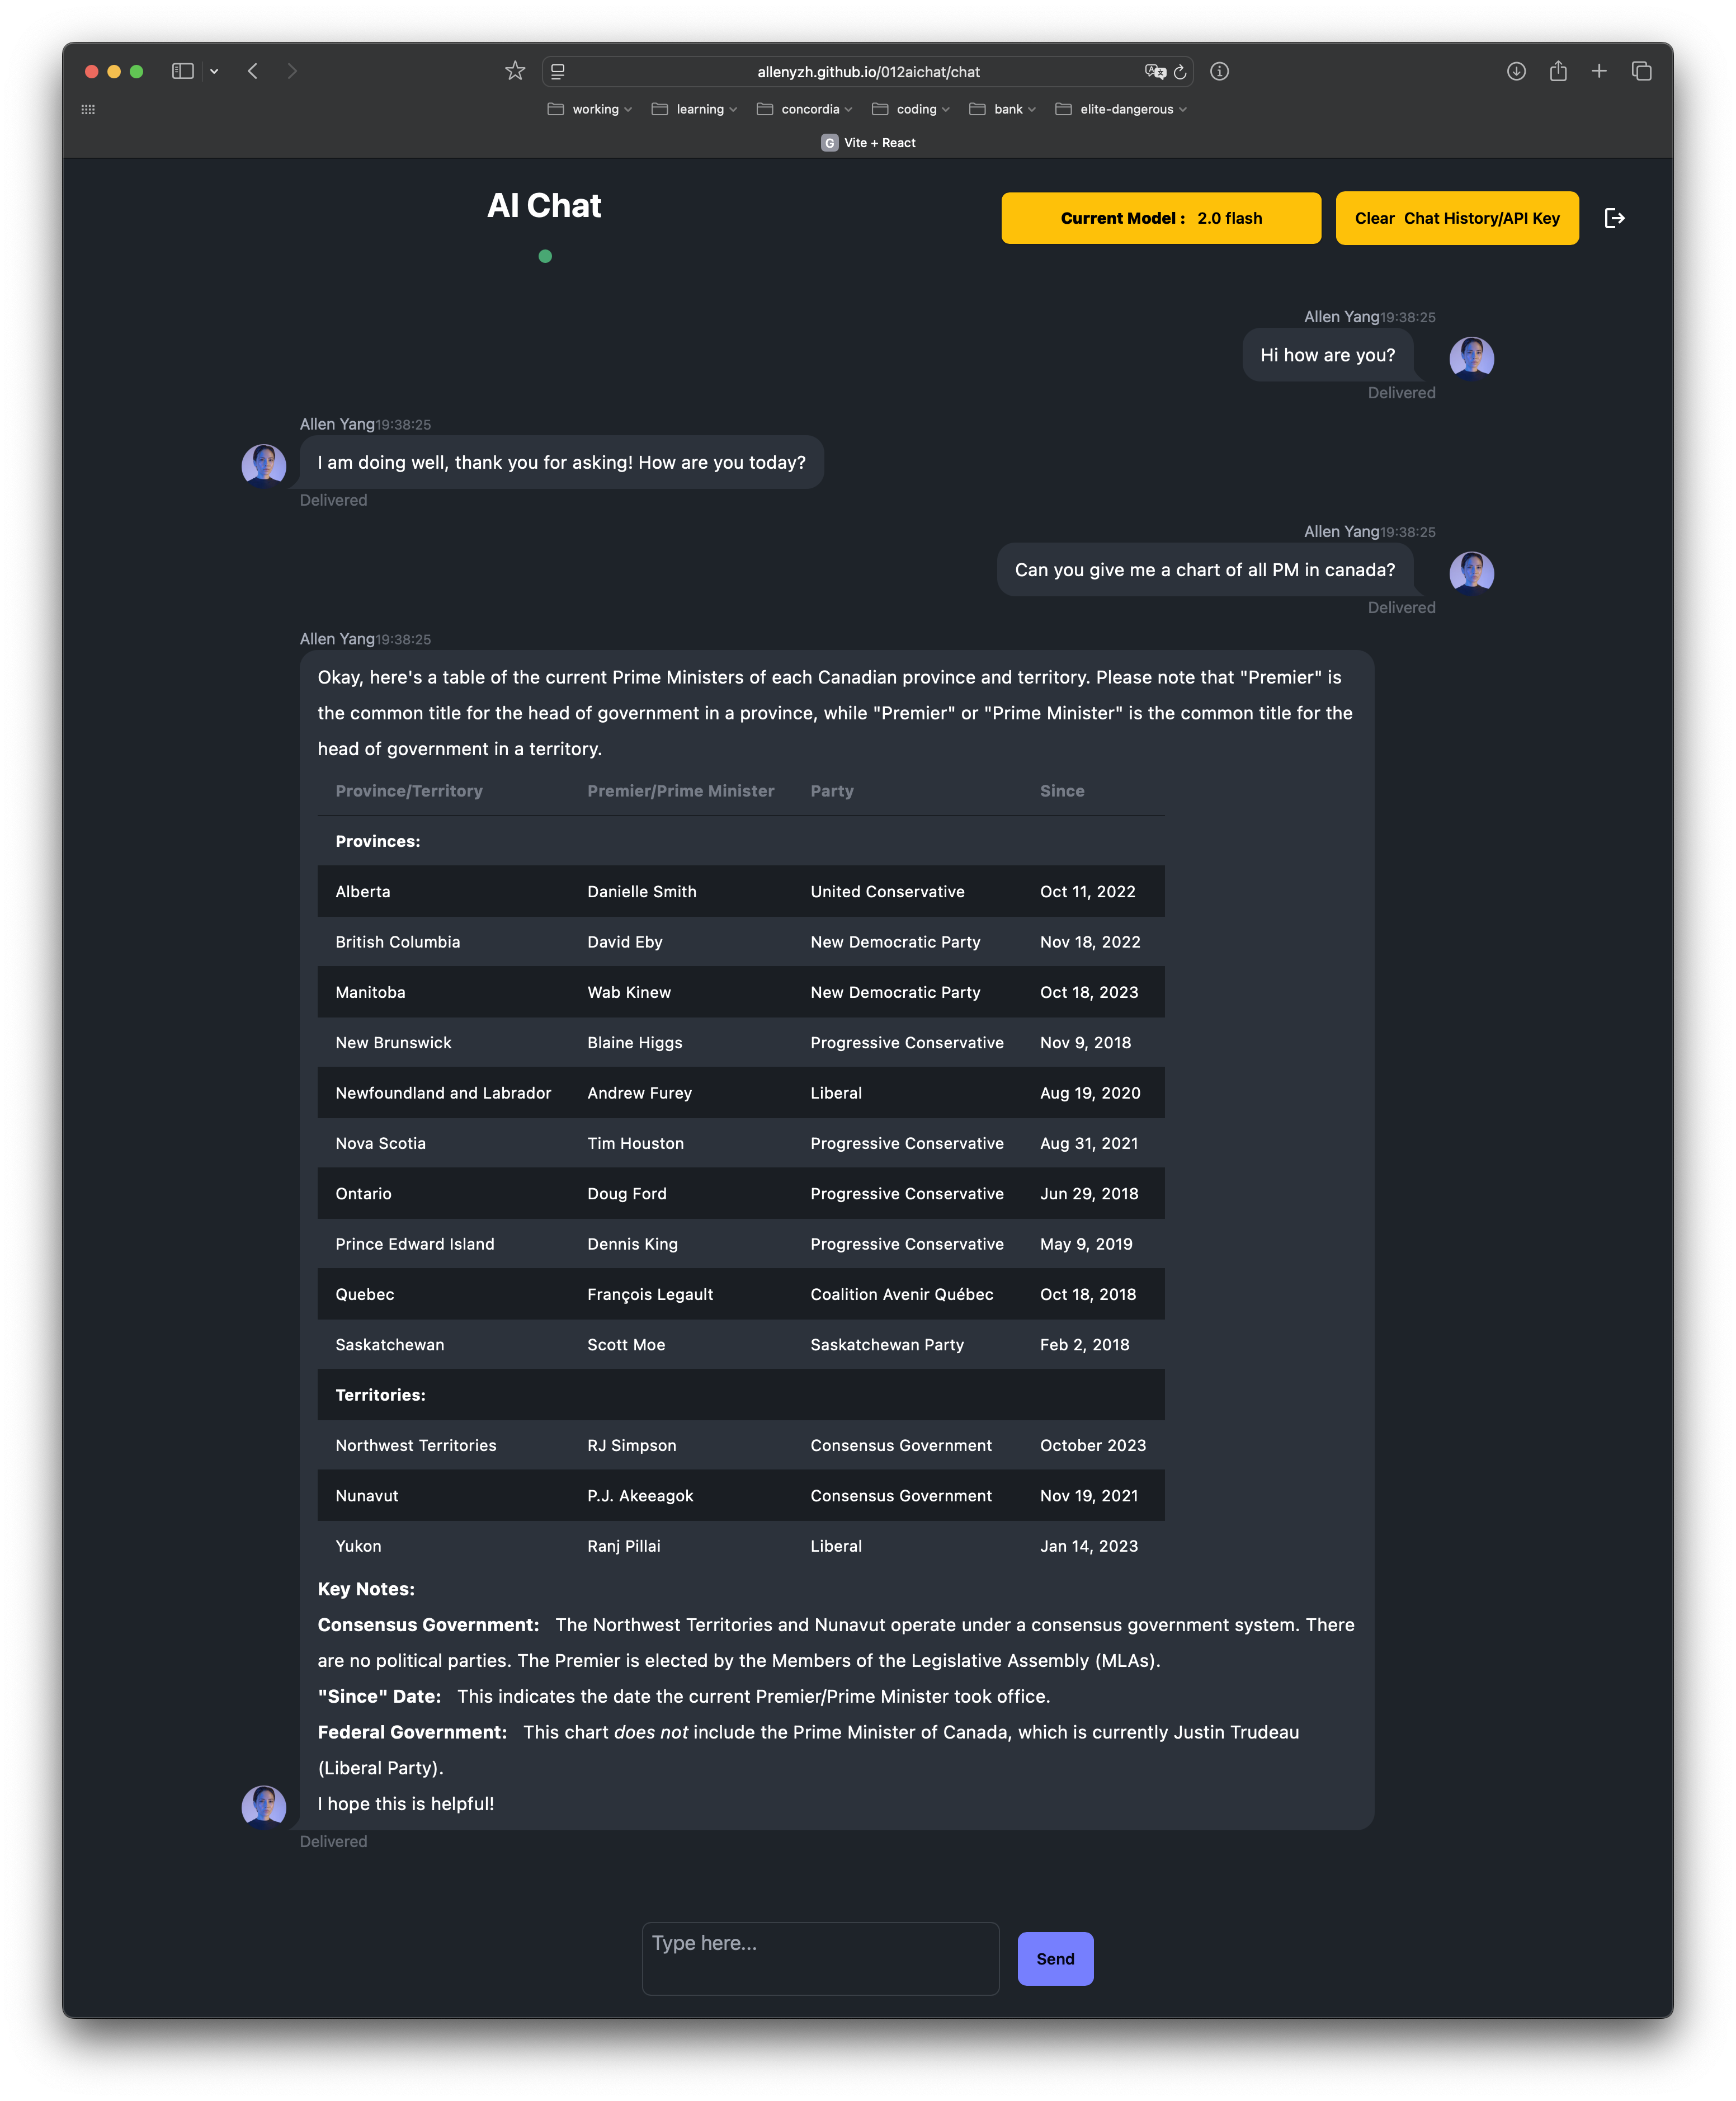 allenyzh.github.io/012aichat/chat
working learning concordia coding bank elite-dangerous
G Vite + React
AI Chat
Current Model : 2.0 flash
Clear Chat History/API Key
Allen Yang19:38:25
Hi how are you?
Delivered
Allen Yang19:38:25
I am doing well, thank you for asking! How are you today?
Delivered
Allen Yang19:38:25
Can you give me a chart of all PM in canada?
Delivered
Allen Yang19:38:25
Okay, here's a table of the current Prime Ministers of each Canadian province and territory. Please note that "Premier" is
the common title for the head of government in a province, while "Premier" or "Prime Minister" is the common title for the
head of government in a territory.
Province/Territory Premier/Prime Minister Party Since
Provinces:
Alberta Danielle Smith United Conservative Oct 11, 2022
British Columbia David Eby New Democratic Party Nov 18, 2022
Manitoba Wab Kinew New Democratic Party Oct 18, 2023
New Brunswick Blaine Higgs Progressive Conservative Nov 9, 2018
Newfoundland and Labrador Andrew Furey Liberal Aug 19, 2020
Nova Scotia Tim Houston Progressive Conservative Aug 31, 2021
Ontario Doug Ford Progressive Conservative Jun 29, 2018
Prince Edward Island Dennis King Progressive Conservative May 9, 2019
Quebec François Legault Coalition Avenir Québec Oct 18, 2018
Saskatchewan Scott Moe Saskatchewan Party Feb 2, 2018
Territories:
Northwest Territories RJ Simpson Consensus Government October 2023
Nunavut P.J. Akeeagok Consensus Government Nov 19, 2021
Yukon Ranj Pillai Liberal Jan 14, 2023
Key Notes:
Consensus Government: The Northwest Territories and Nunavut operate under a consensus government system. There
are no political parties. The Premier is elected by the Members of the Legislative Assembly (MLAs).
"Since" Date: This indicates the date the current Premier/Prime Minister took office.
Federal Government: This chart does not include the Prime Minister of Canada, which is currently Justin Trudeau
(Liberal Party).
I hope this is helpful!
Delivered
Type here...
Send